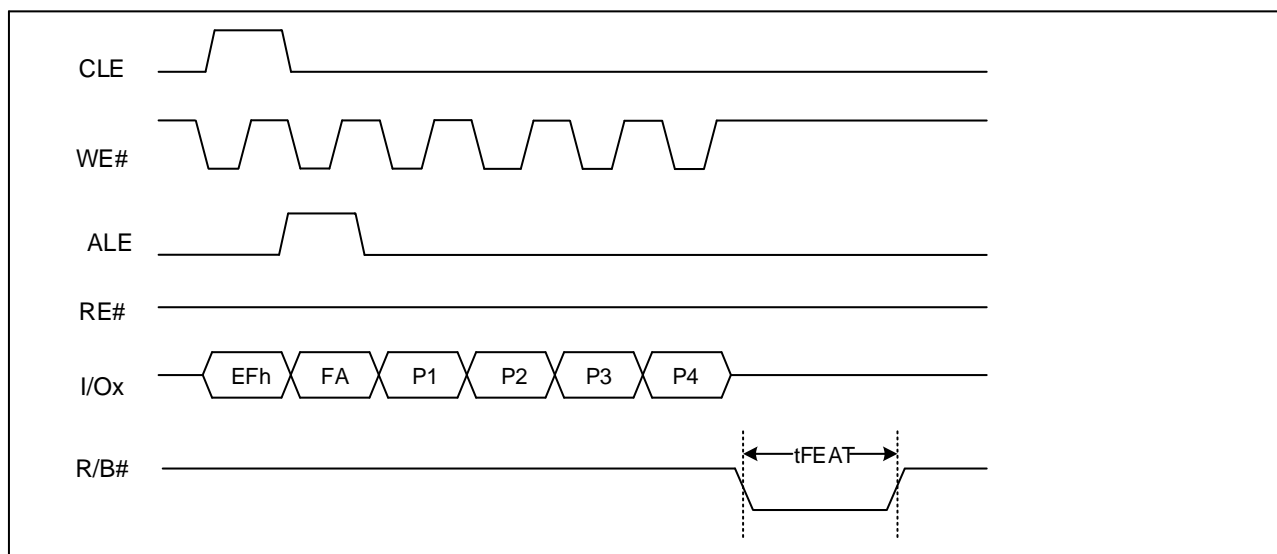 CLE
WE#
ALE
RE#
I/Ox EFh FA P1 P2 P3 P4
R/B# tFEAT